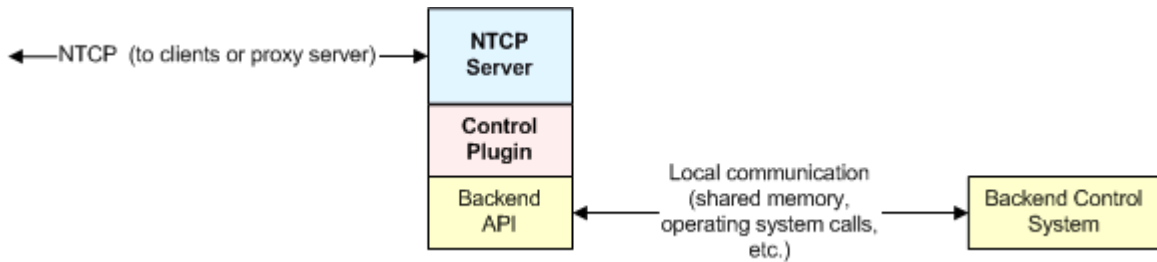 NTCP (to clients or proxy server)
NTCP
Server
Control
Plugin
Backend
API
Local communication
(shared memory,
operating system calls,
etc.)
Backend Control
System